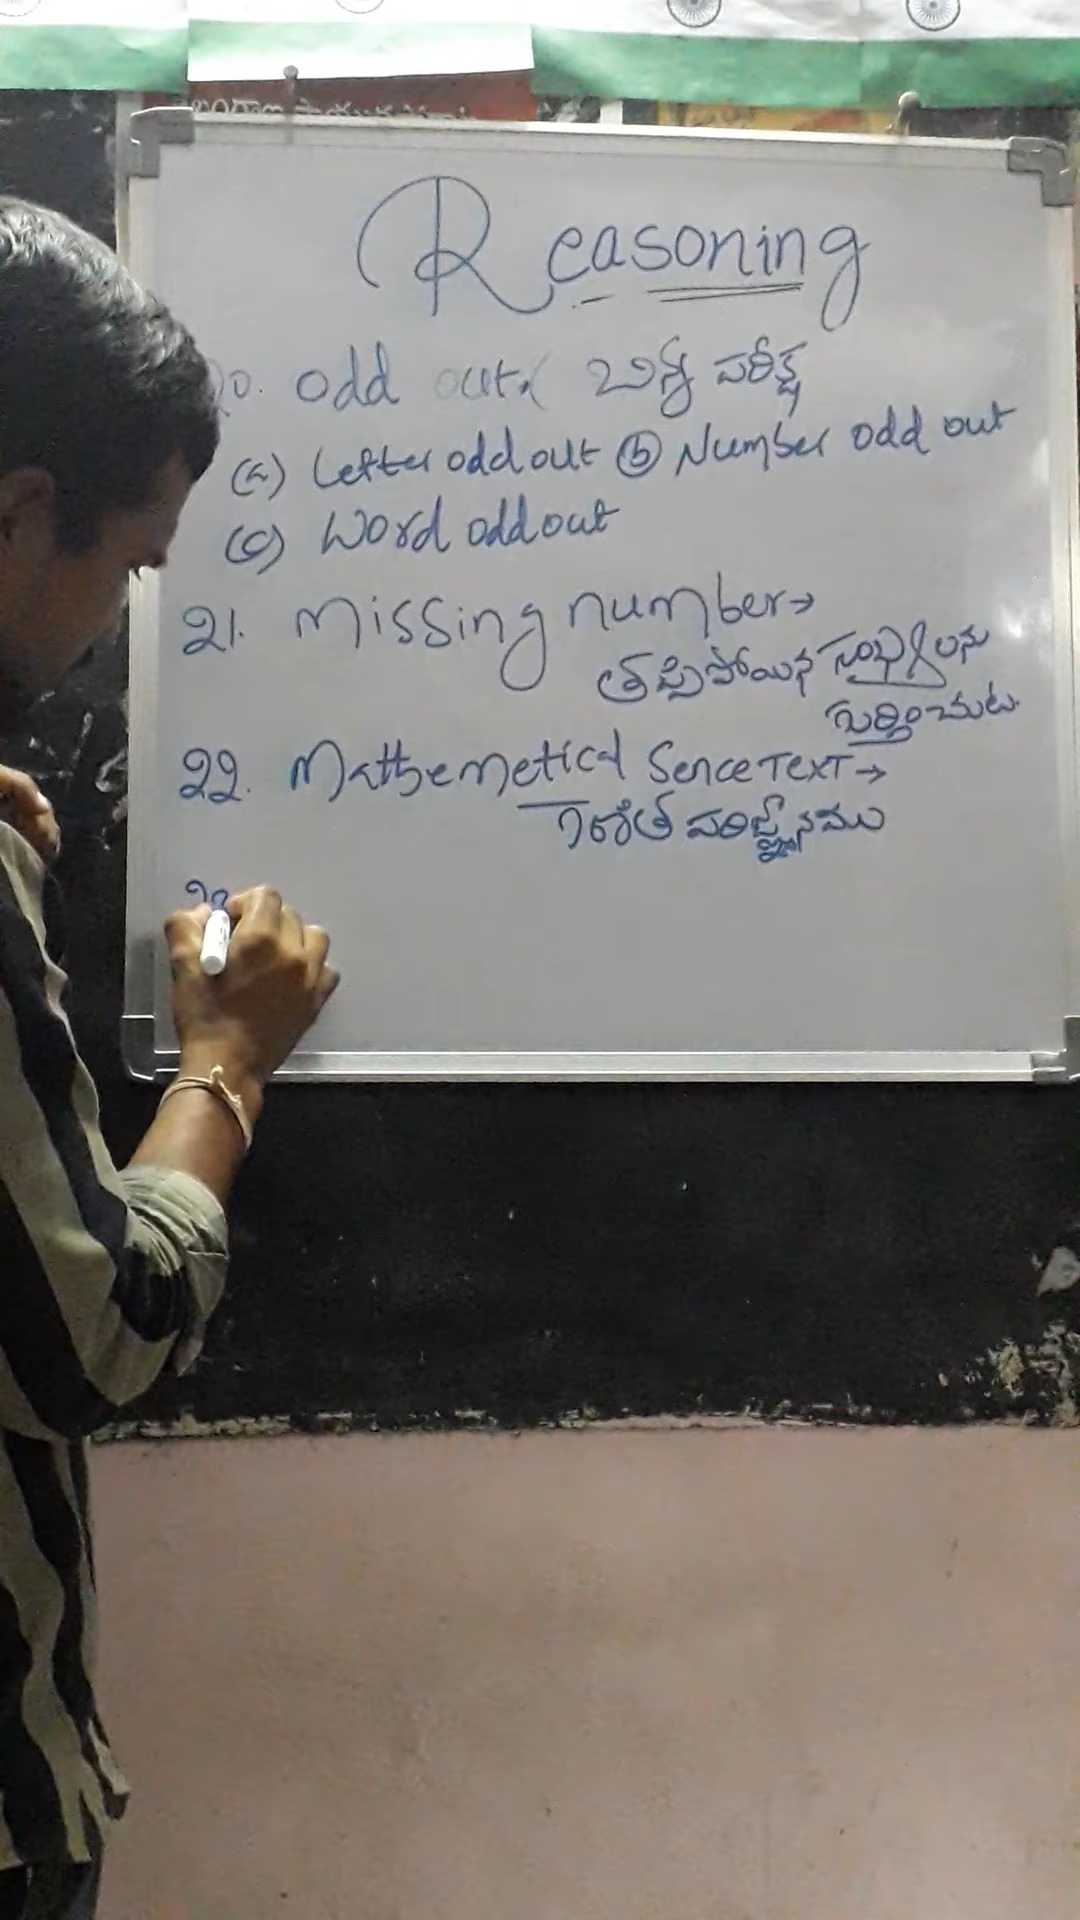 Reasoning
20. Odd out. భిన్న పరీక్ష
(a) Letter odd out (b) Number odd out
(c) Word odd out
21. Missing number→
తప్పిపోయిన సంఖ్యలను
గుర్తించుట.
22. Mathemetical Sence TEXT→
గణిత పరిజ్ఞానము